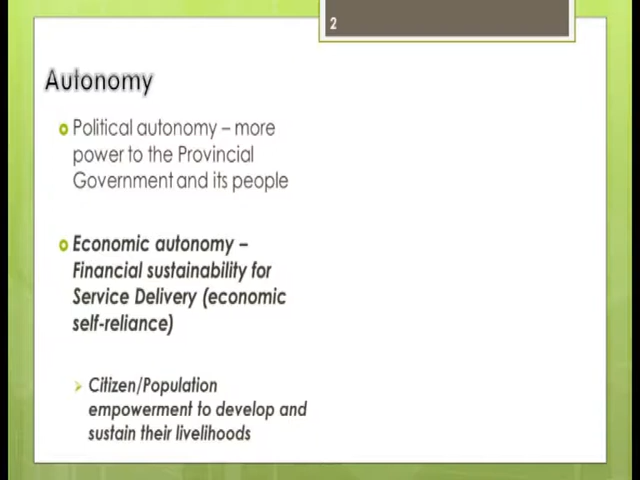 2
Autonomy
Political autonomy – more
power to the Provincial
Government and its people
Economic autonomy –
Financial sustainability for
Service Delivery (economic
self-reliance)
Citizen/Population
empowerment to develop and
sustain their livelihoods